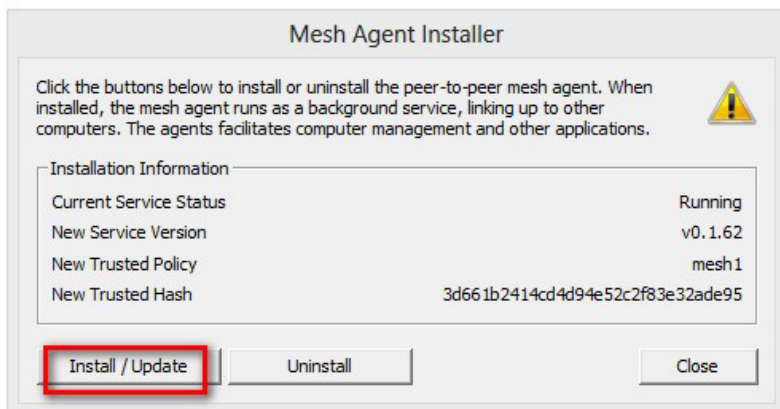 Mesh Agent Installer
Click the buttons below to install or uninstall the peer-to-peer mesh agent. When
installed, the mesh agent runs as a background service, linking up to other
computers. The agents facilitates computer management and other applications.
Installation Information
Current Service Status Running
New Service Version v0.1.62
New Trusted Policy mesh1
New Trusted Hash 3d661b2414cd4d94e52c2f83e32ade95
Install / Update Uninstall Close